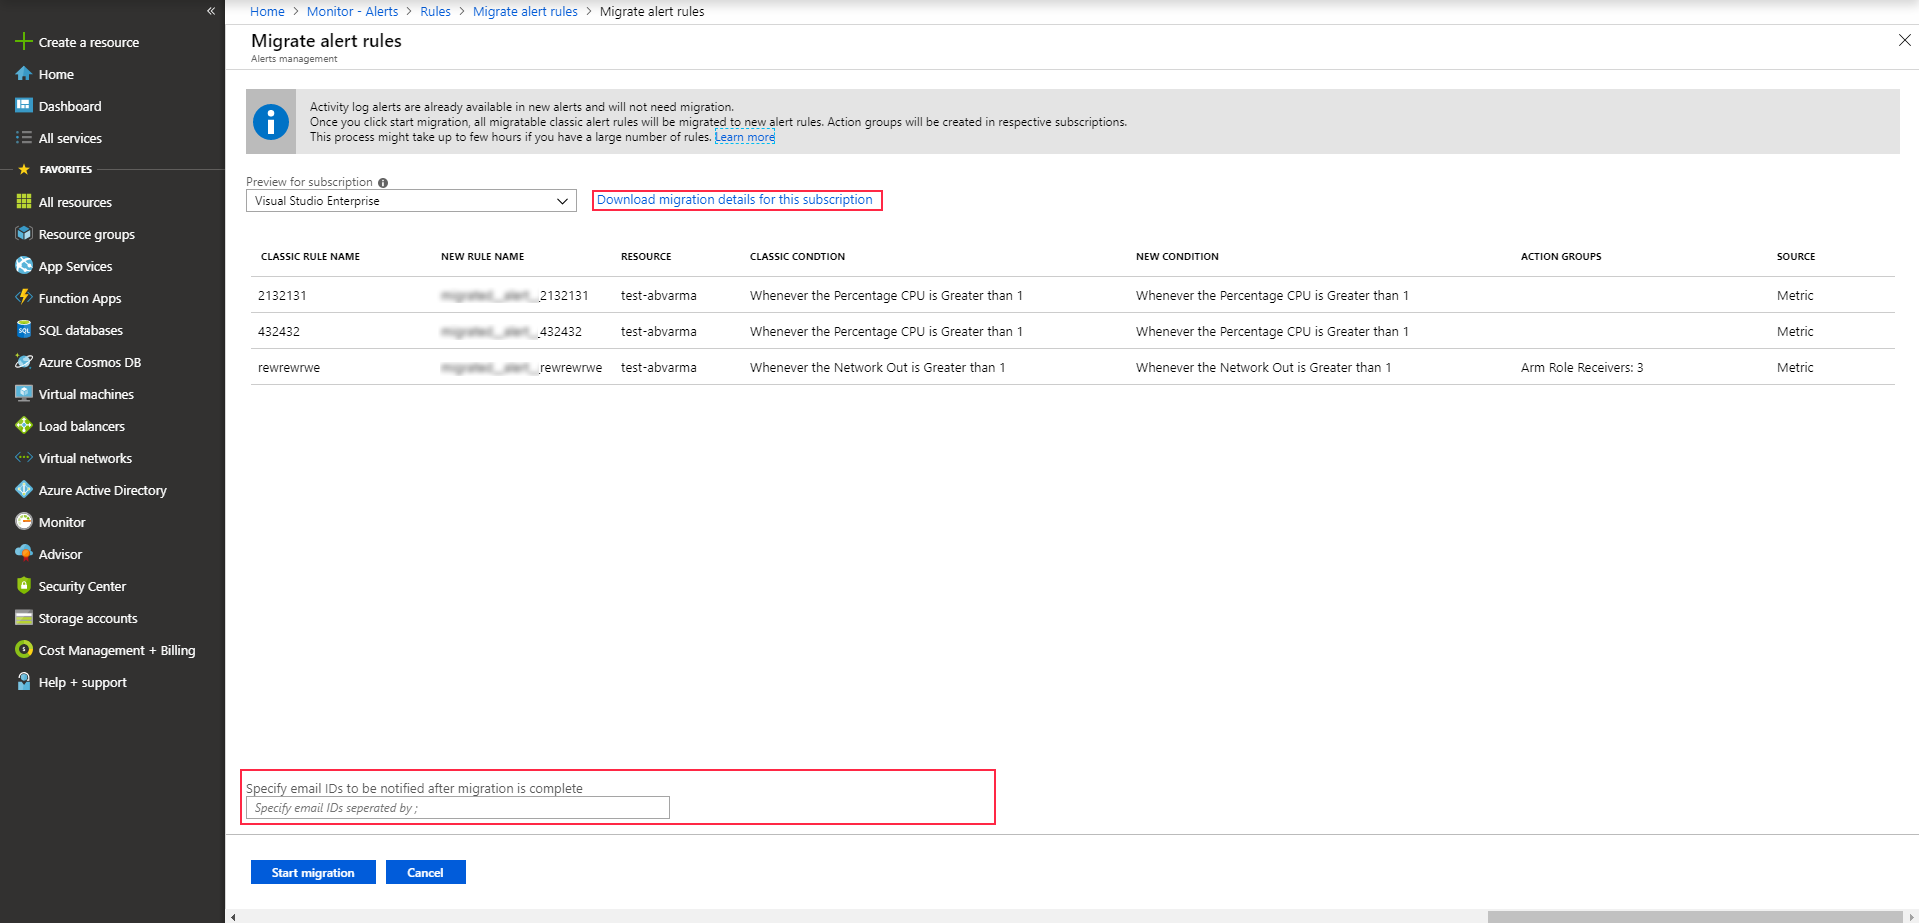 «
Create a resource
Home
Dashboard
All services
FAVORITES
All resources
Resource groups
App Services
Function Apps
SQL databases
Azure Cosmos DB
Virtual machines
Load balancers
Virtual networks
Azure Active Directory
Monitor
Advisor
Security Center
Storage accounts
Cost Management + Billing
Help + support
Home > Monitor - Alerts > Rules > Migrate alert rules > Migrate alert rules
Migrate alert rules
Alerts management
Activity log alerts are already available in new alerts and will not need migration.
Once you click start migration, all migratable classic alert rules will be migrated to new alert rules. Action groups will be created in respective subscriptions.
This process might take up to few hours if you have a large number of rules. Learn more
Preview for subscription
Visual Studio Enterprise
Download migration details for this subscription
CLASSIC RULE NAME NEW RULE NAME RESOURCE CLASSIC CONDTION NEW CONDITION ACTION GROUPS SOURCE
2132131 _2132131 test-abvarma Whenever the Percentage CPU is Greater than 1 Whenever the Percentage CPU is Greater than 1 Metric
432432 _432432 test-abvarma Whenever the Percentage CPU is Greater than 1 Whenever the Percentage CPU is Greater than 1 Metric
rewrewrwe _rewrewrwe test-abvarma Whenever the Network Out is Greater than 1 Whenever the Network Out is Greater than 1 Arm Role Receivers: 3 Metric
Specify email IDs to be notified after migration is complete
Specify email IDs seperated by ;
Start migration
Cancel